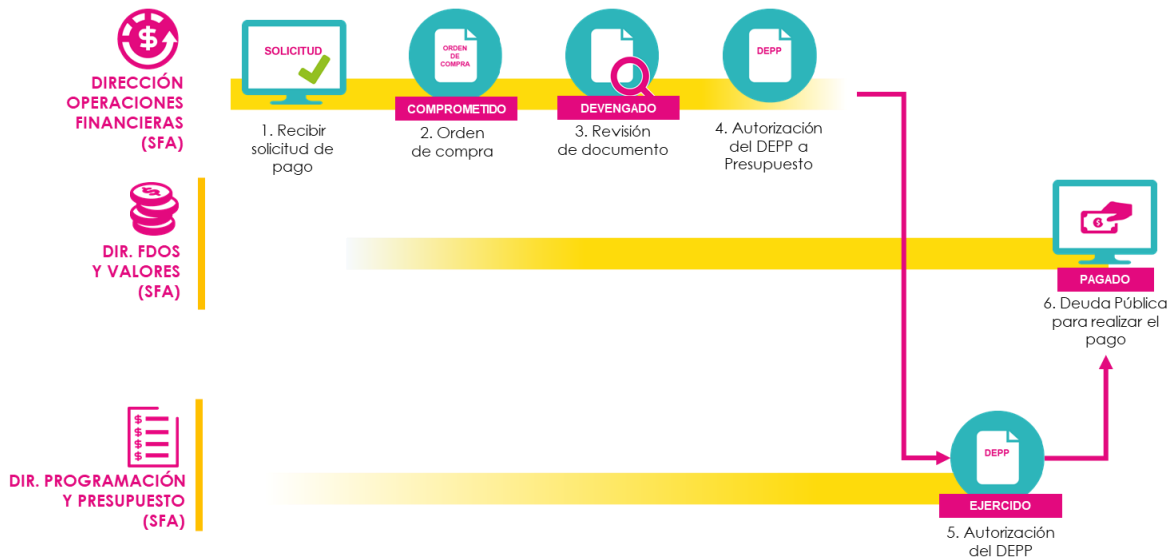 DIRECCIÓN
OPERACIONES
FINANCIERAS
(SFA)
SOLICITUD
1. Recibir
solicitud de
pago
ORDEN
DE
COMPRA
COMPROMETIDO
2. Orden
de compra
DEVENGADO
3. Revisión
de documento
DEPP
4. Autorización
del DEPP a
Presupuesto
DIR. FDOS
Y VALORES
(SFA)
PAGADO
6. Deuda Pública
para realizar el
pago
DIR. PROGRAMACIÓN
Y PRESUPUESTO
(SFA)
DEPP
EJERCIDO
5. Autorización
del DEPP